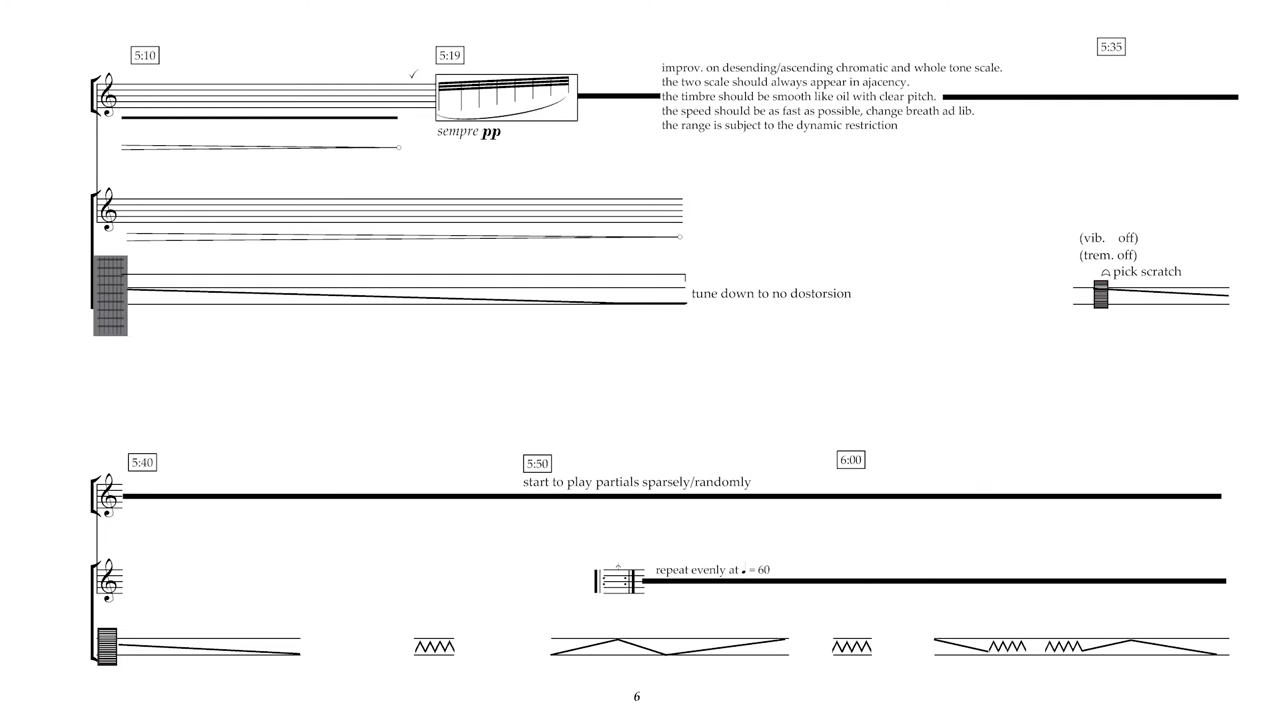 5:10
5:19
5:35
improv. on desending/ascending chromatic and whole tone scale.
the two scale should always appear in ajacency.
the timbre should be smooth like oil with clear pitch.
the speed should be as fast as possible, change breath ad lib.
the range is subject to the dynamic restriction
sempre pp
(vib. off)
(trem. off)
pick scratch
tune down to no dostorsion
5:40
5:50
6:00
start to play partials sparsely/randomly
repeat evenly at ♩ = 60
6